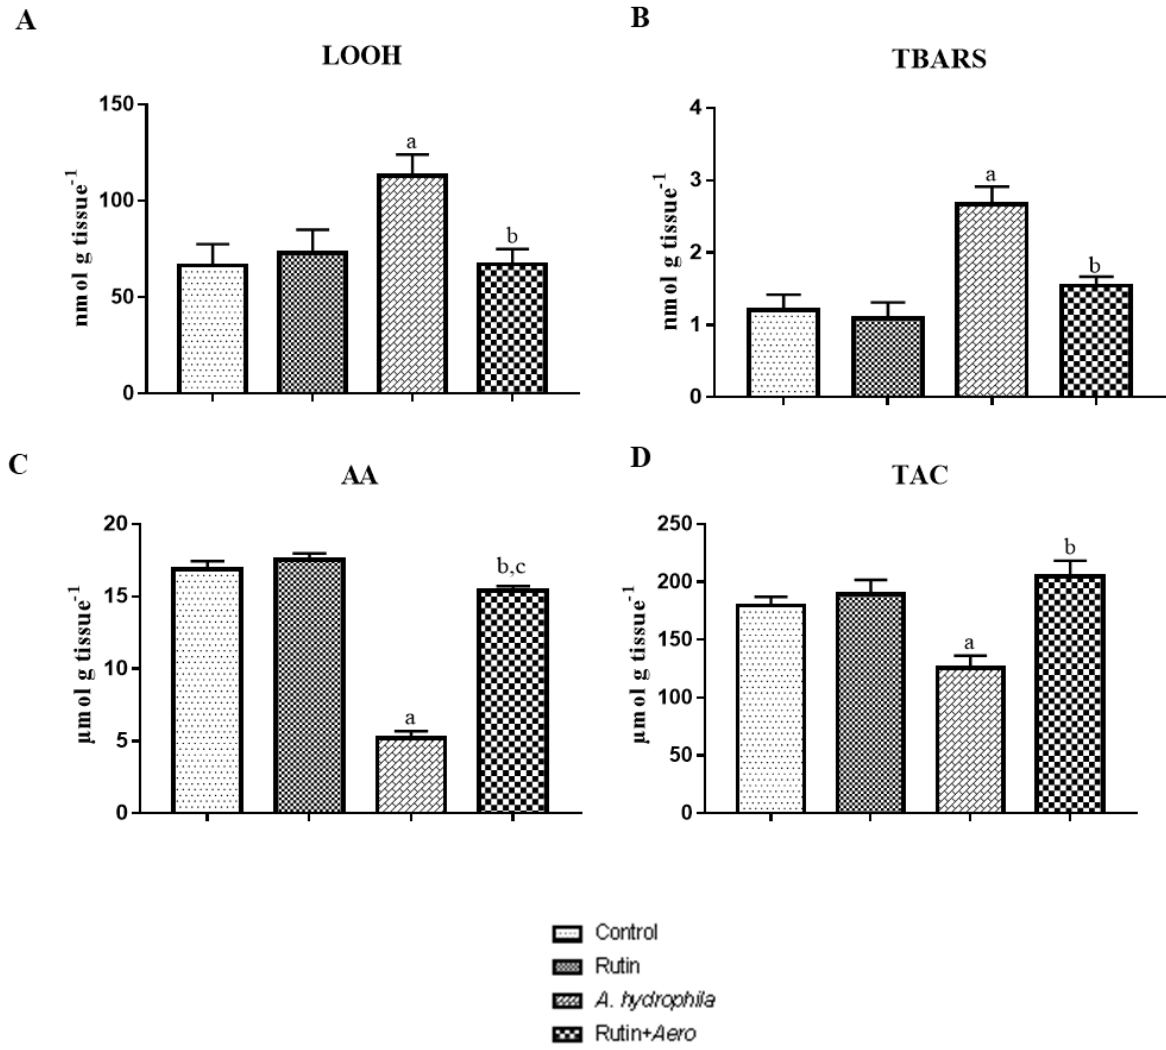 A
LOOH
nmol g tissue⁻¹
150
100
50
0
a
b
B
TBARS
nmol g tissue⁻¹
4
3
2
1
0
a
b
C
AA
µmol g tissue⁻¹
20
15
10
5
0
a
b,c
D
TAC
µmol g tissue⁻¹
250
200
150
100
50
0
a
b
Control
Rutin
A. hydrophila
Rutin+Aero